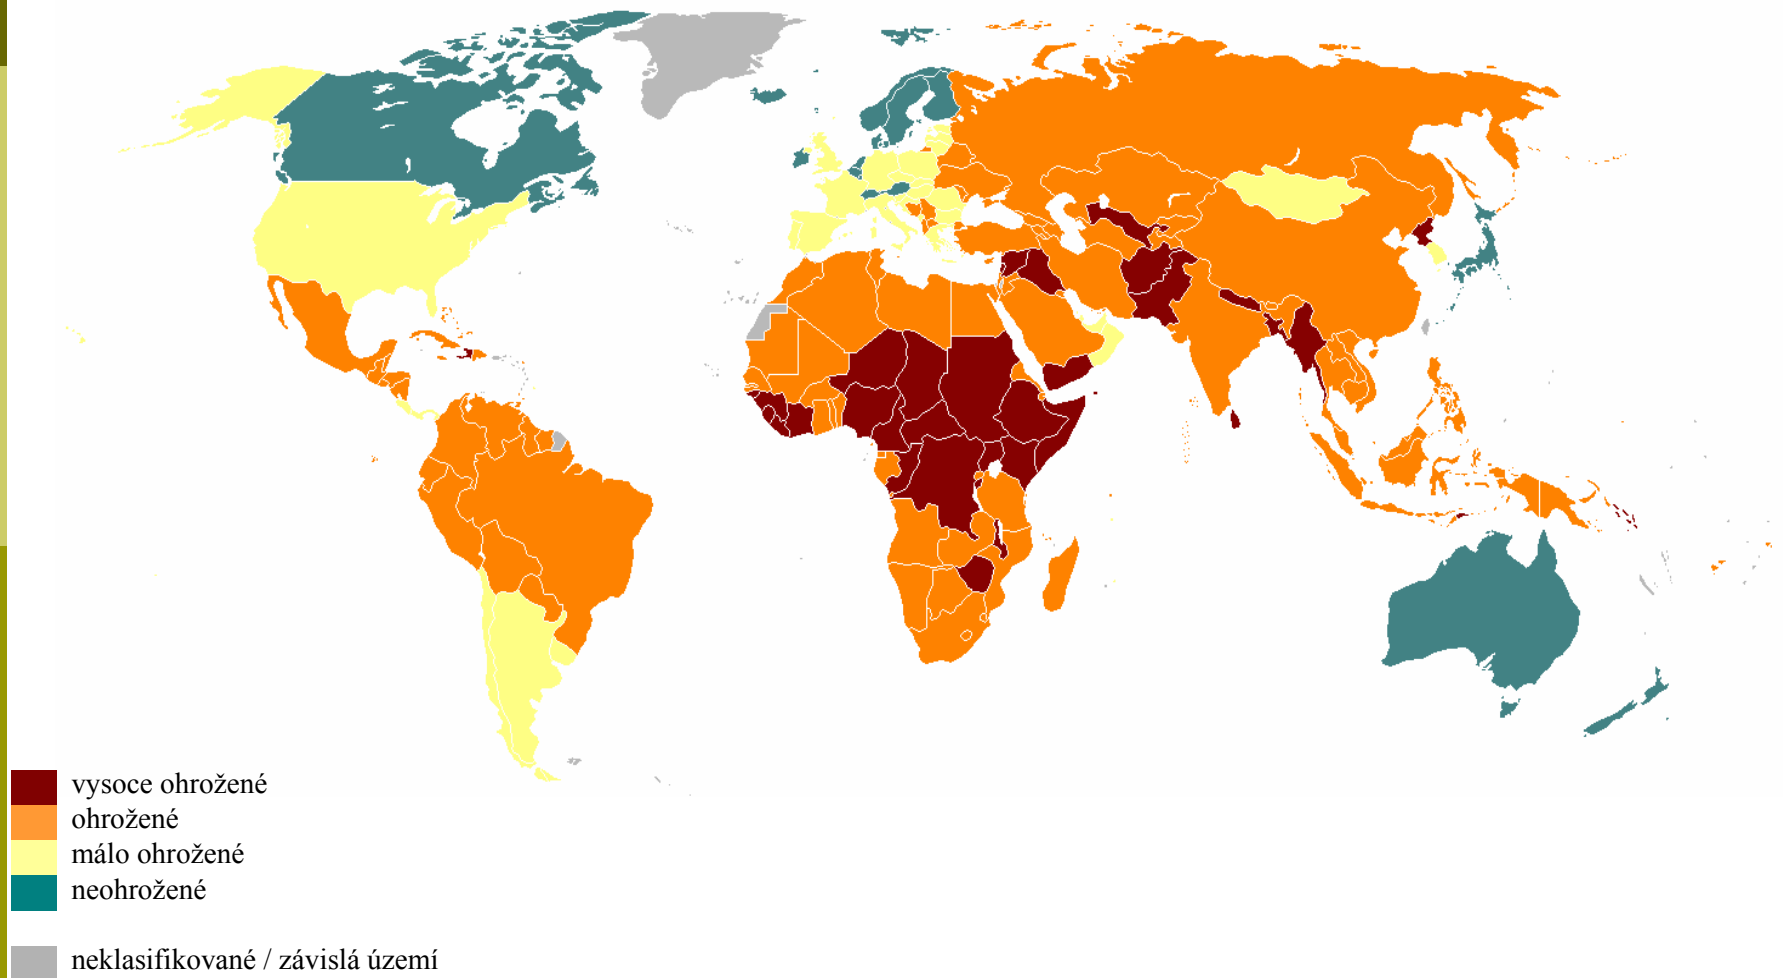 vysoce ohrožené
ohrožené
málo ohrožené
neohrožené
neklasifikované / závislá území